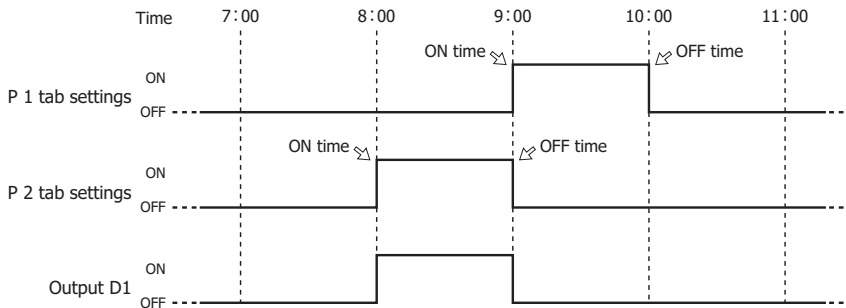 Time 7:00 8:00 9:00 10:00 11:00
ON time OFF time
ON
P 1 tab settings
OFF
ON time OFF time
ON
P 2 tab settings
OFF
ON
Output D1
OFF